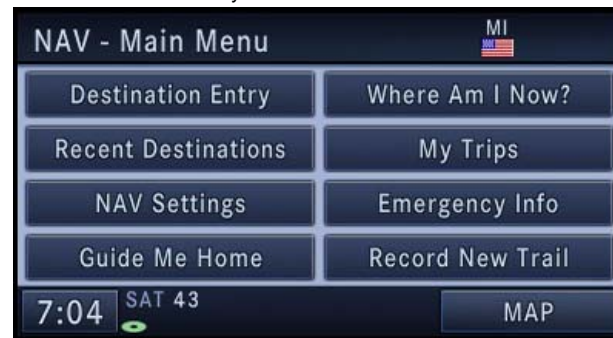 NAV - Main Menu MI
Destination Entry Where Am I Now?
Recent Destinations My Trips
NAV Settings Emergency Info
Guide Me Home Record New Trail
7:04 SAT 43 MAP